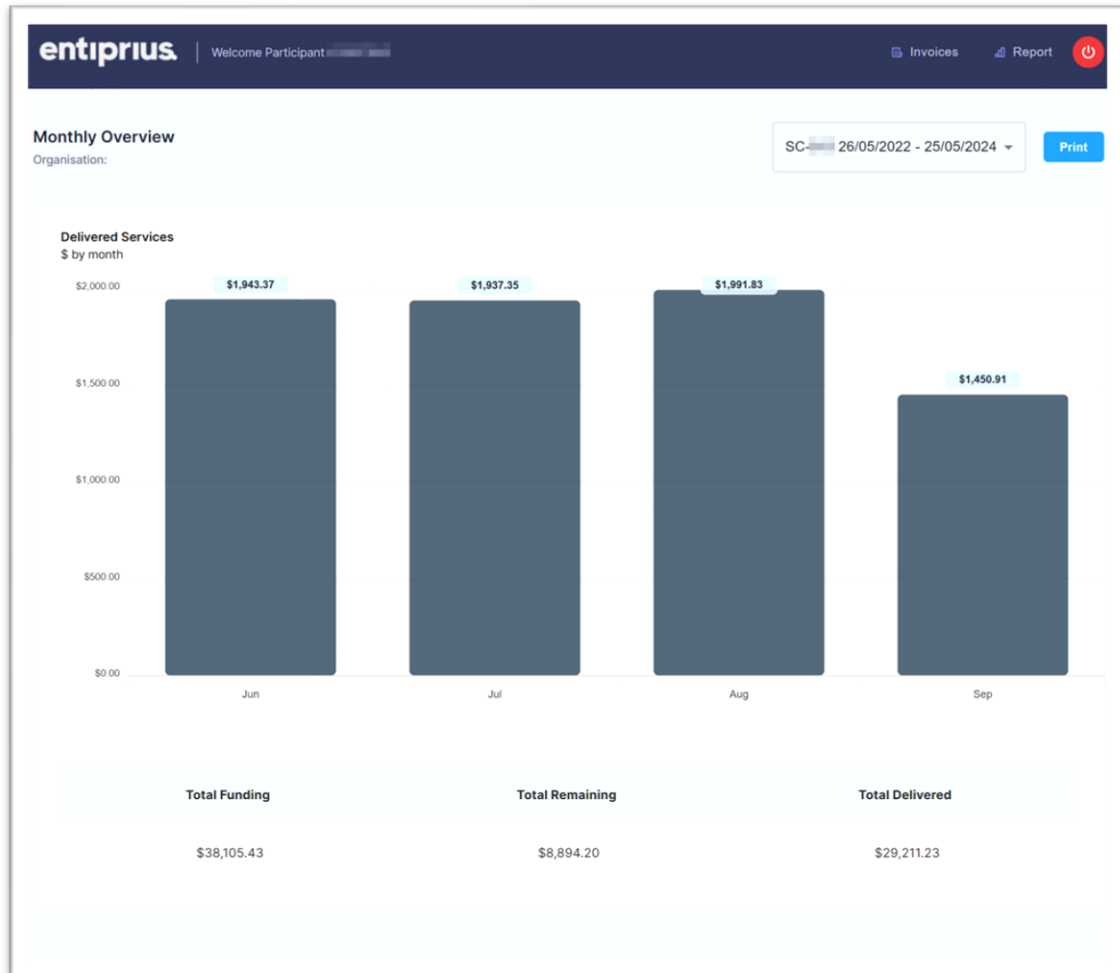 entiprius.
Welcome Participant
Invoices
Report
Monthly Overview
Organisation:
SC- 26/05/2022 - 25/05/2024
Print
Delivered Services
$ by month
$2,000.00
$1,500.00
$1,000.00
$500.00
$0.00
$1,943.37
$1,937.35
$1,991.83
$1,450.91
Jun Jul Aug Sep
Total Funding Total Remaining Total Delivered
$38,105.43 $8,894.20 $29,211.23